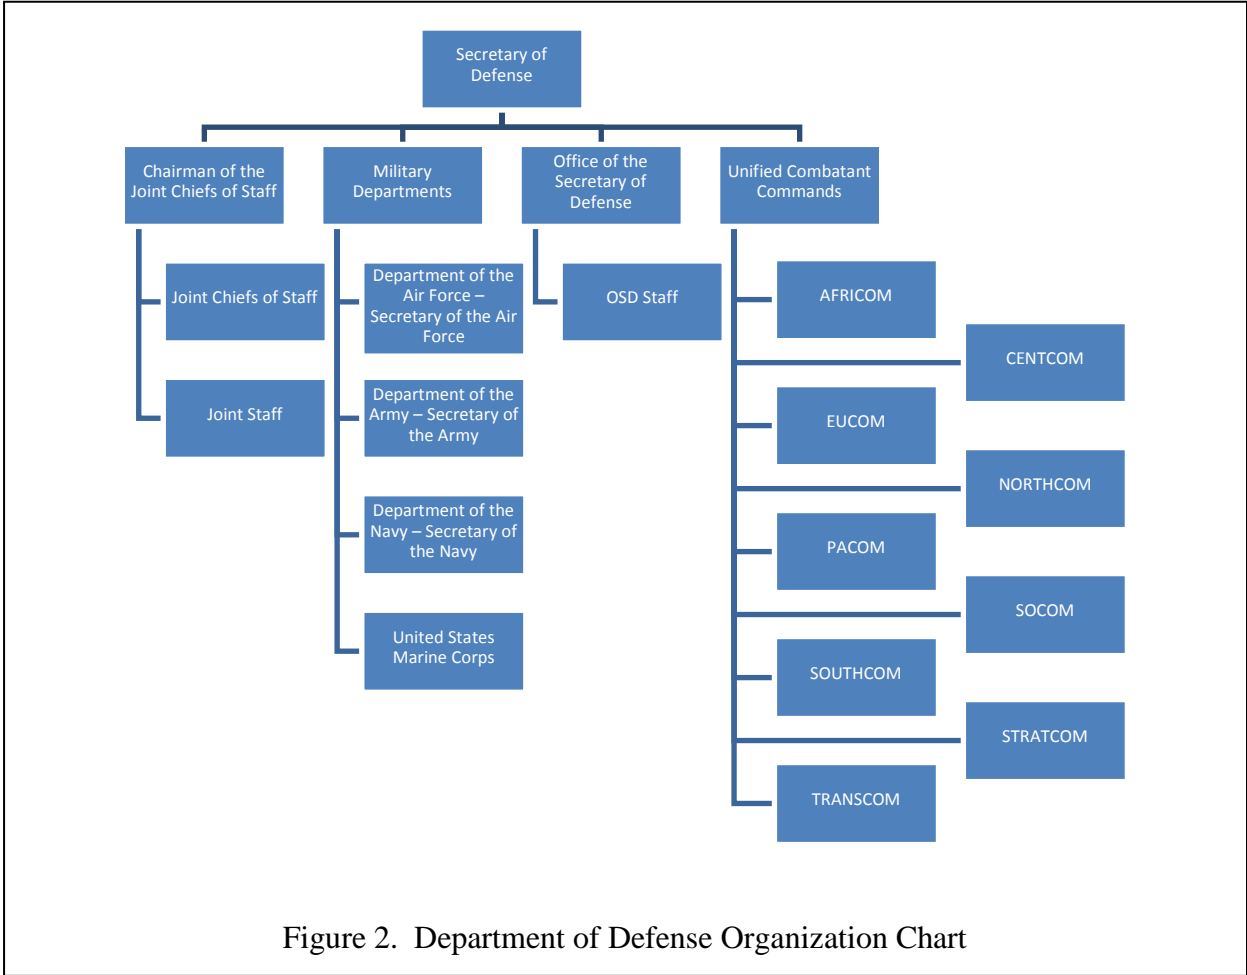 Secretary of
Defense
Chairman of the
Joint Chiefs of Staff
Military
Departments
Office of the
Secretary of
Defense
Unified Combatant
Commands
Joint Chiefs of Staff
Joint Staff
Department of the
Air Force –
Secretary of the Air
Force
Department of the
Army – Secretary of
the Army
Department of the
Navy – Secretary of
the Navy
United States
Marine Corps
OSD Staff
AFRICOM
CENTCOM
EUCOM
NORTHCOM
PACOM
SOCOM
SOUTHCOM
STRATCOM
TRANSCOM
Figure 2.  Department of Defense Organization Chart